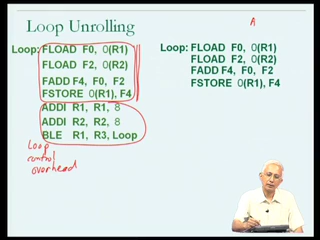 Loop Unrolling
Loop: FLOAD F0, 0(R1)
FLOAD F2, 0(R2)
FADD F4, F0, F2
FSTORE 0(R1), F4
ADDI R1, R1, 8
ADDI R2, R2, 8
BLE R1, R3, Loop
Loop
control
overhead
A
Loop: FLOAD F0, 0(R1)
FLOAD F2, 0(R2)
FADD F4, F0, F2
FSTORE 0(R1), F4